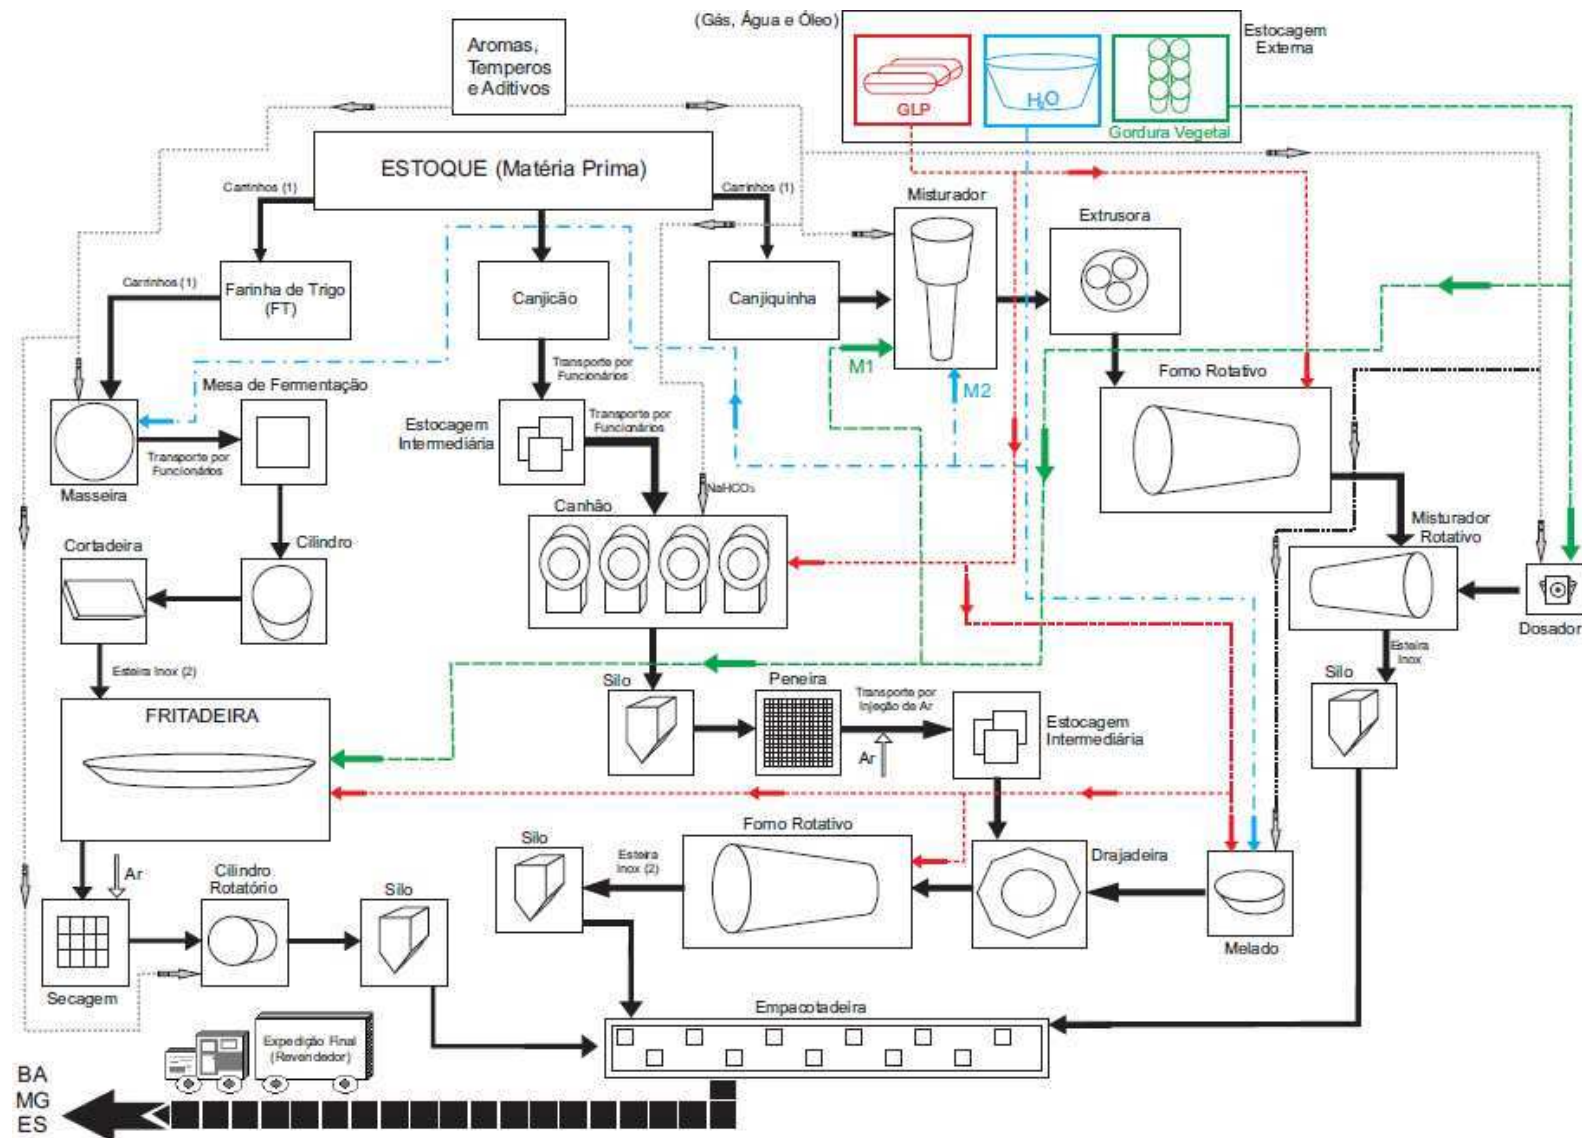 (Gás, Água e Óleo)
Estocagem
Externa
Aromas,
Temperos
e Aditivos
GLP
H₂O
Gordura Vegetal
ESTOQUE (Matéria Prima)
Carrinhos (1)
Carrinhos (1)
Misturador
Extrusora
Carrinhos (1)
Farinha de Trigo
(FT)
Canjicão
Canjiquinha
Transporte por
Funcionários
M1
M2
Forno Rotativo
Mesa de Fermentação
Estocagem
Intermediária
Transporte por
Funcionários
Transporte por
Funcionários
Masseira
NaHCO₃
Canhão
Misturador
Rotativo
Cortadeira
Cilindro
Dosador
Esteira
Inox
Esteira Inox (2)
Silo
Peneira
Transporte por
Injeção de Ar
Ar
Estocagem
Intermediária
Silo
FRITADEIRA
Silo
Forno Rotativo
Drajadeira
Esteira
Inox (2)
Ar
Cilindro
Rotatório
Silo
Melado
Secagem
Empacotadeira
Expedição Final
(Revendedor)
BA
MG
ES